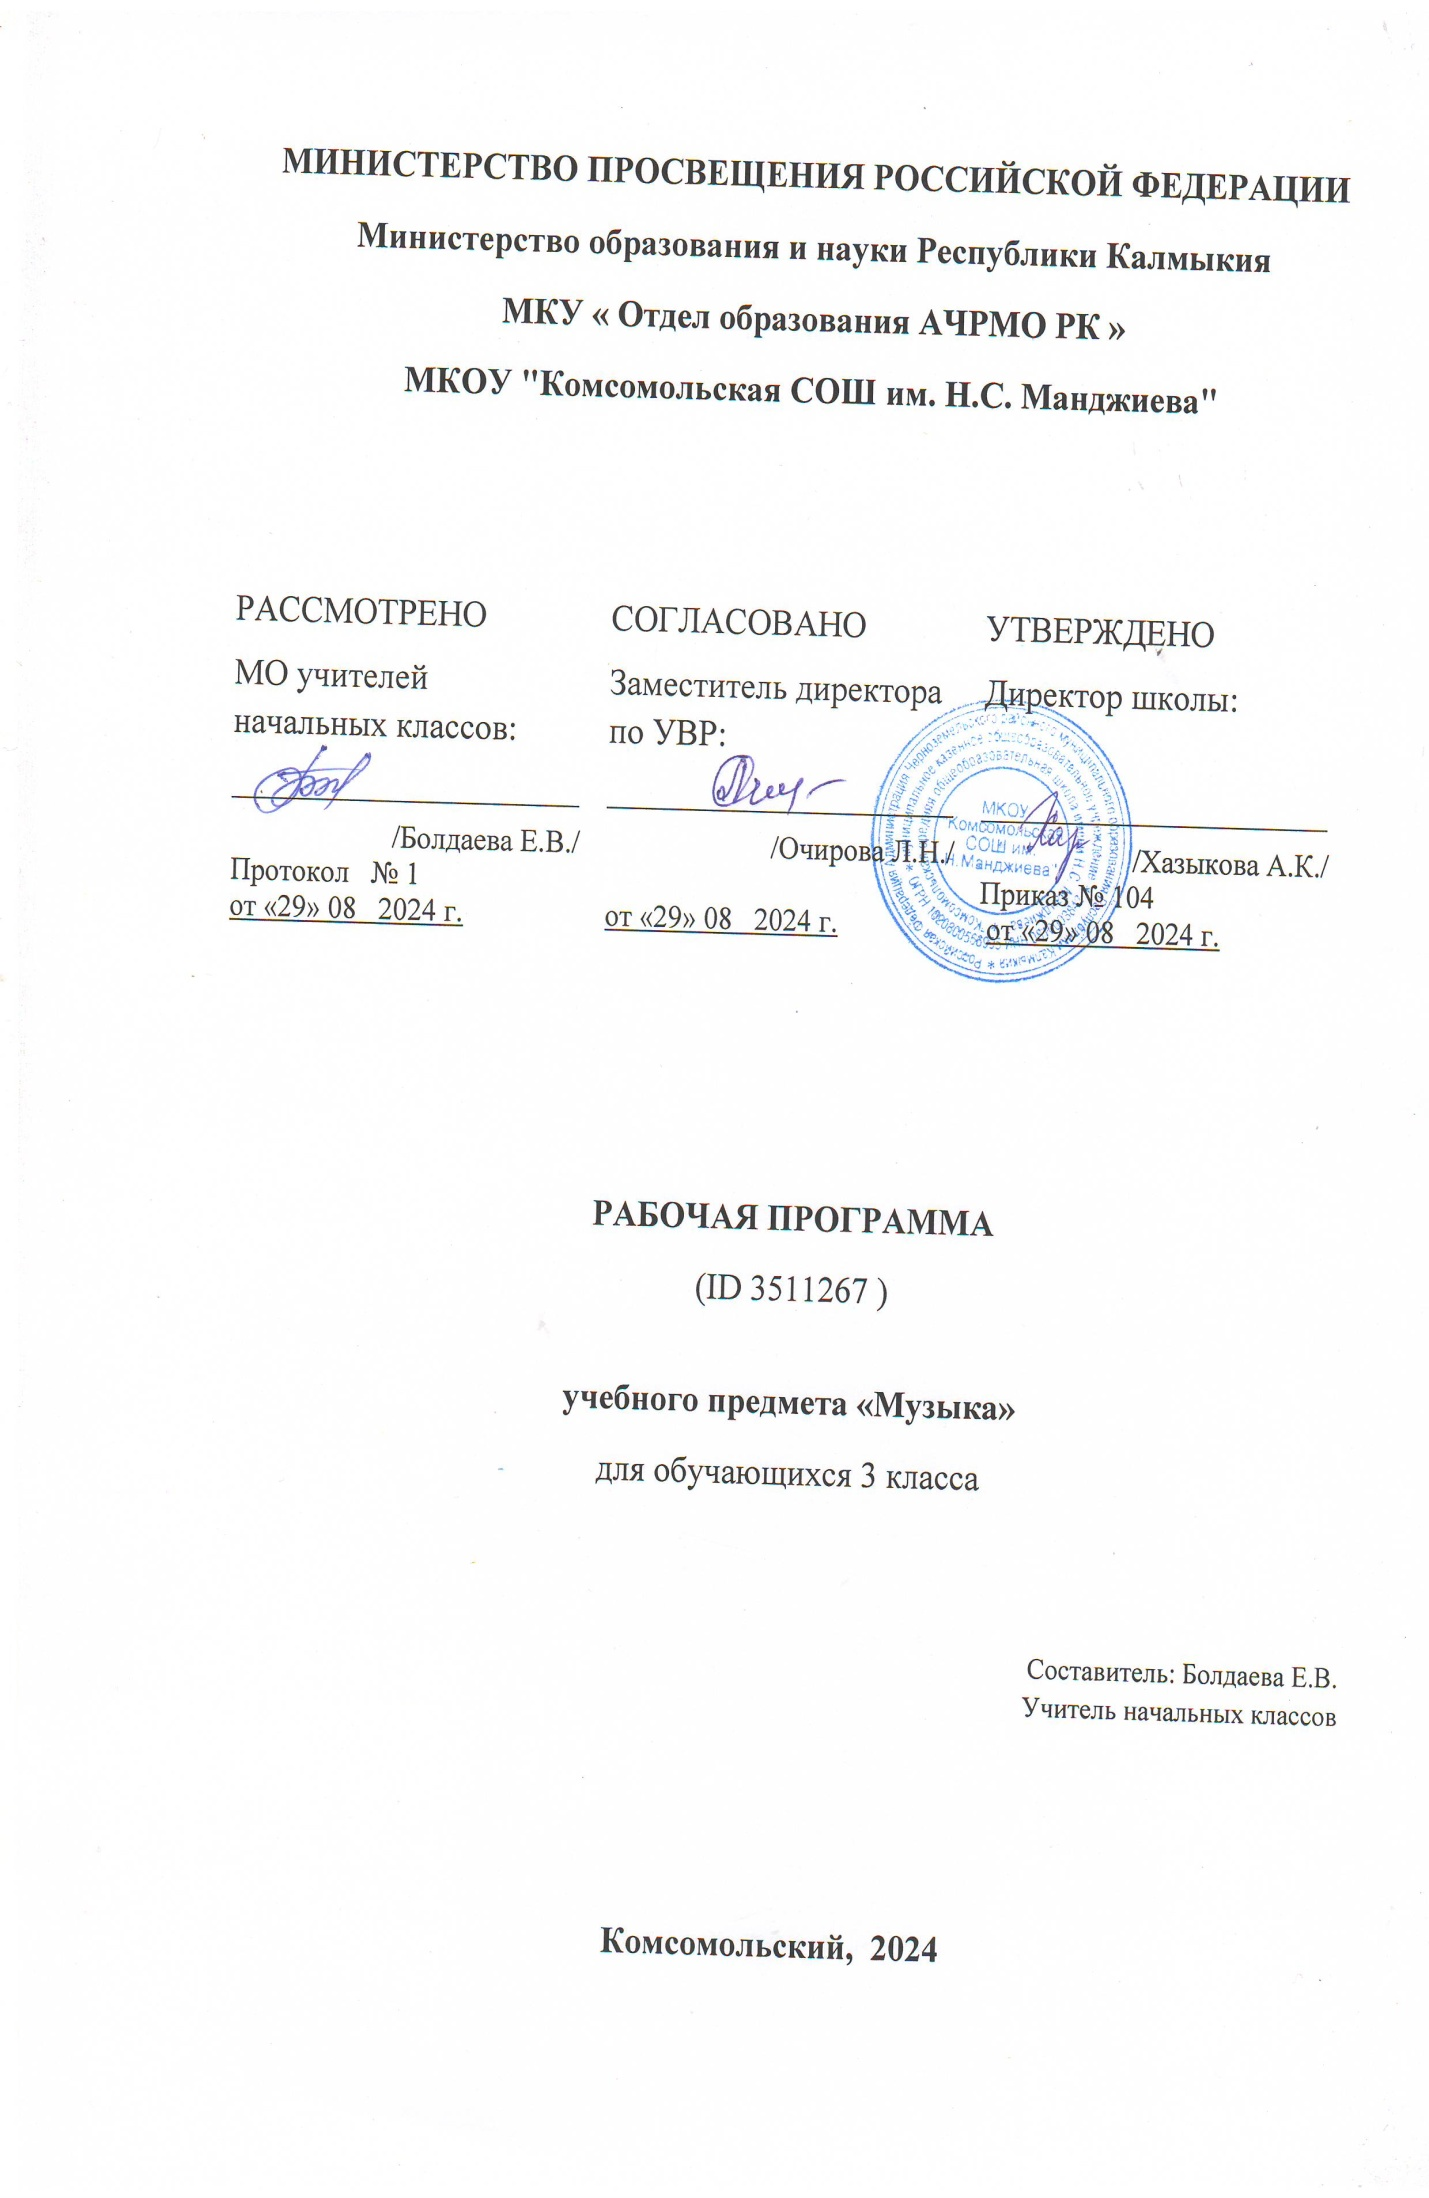 МИНИСТЕРСТВО ПРОСВЕЩЕНИЯ РОССИЙСКОЙ ФЕДЕРАЦИИ
Министерство образования и науки Республики Калмыкия
МКУ « Отдел образования АЧРМО РК »
МКОУ "Комсомольская СОШ им. Н.С. Манджиева"
РАССМОТРЕНО
МО учителей
начальных классов:
/Болдаева Е.В./
Протокол № 1
от «29» 08 2024 г.
СОГЛАСОВАНО
Заместитель директора
по УВР:
/Очирова Л.Н./
от «29» 08 2024 г.
УТВЕРЖДЕНО
Директор школы:
/Хазыкова А.К./
Приказ № 104
от «29» 08 2024 г.
МКОУ
Комсомольская
СОШ им.
Н.Манджиева"
РАБОЧАЯ ПРОГРАММА
(ID 3511267 )
учебного предмета «Музыка»
для обучающихся 3 класса
Составитель: Болдаева Е.В.
Учитель начальных классов
Комсомольский, 2024